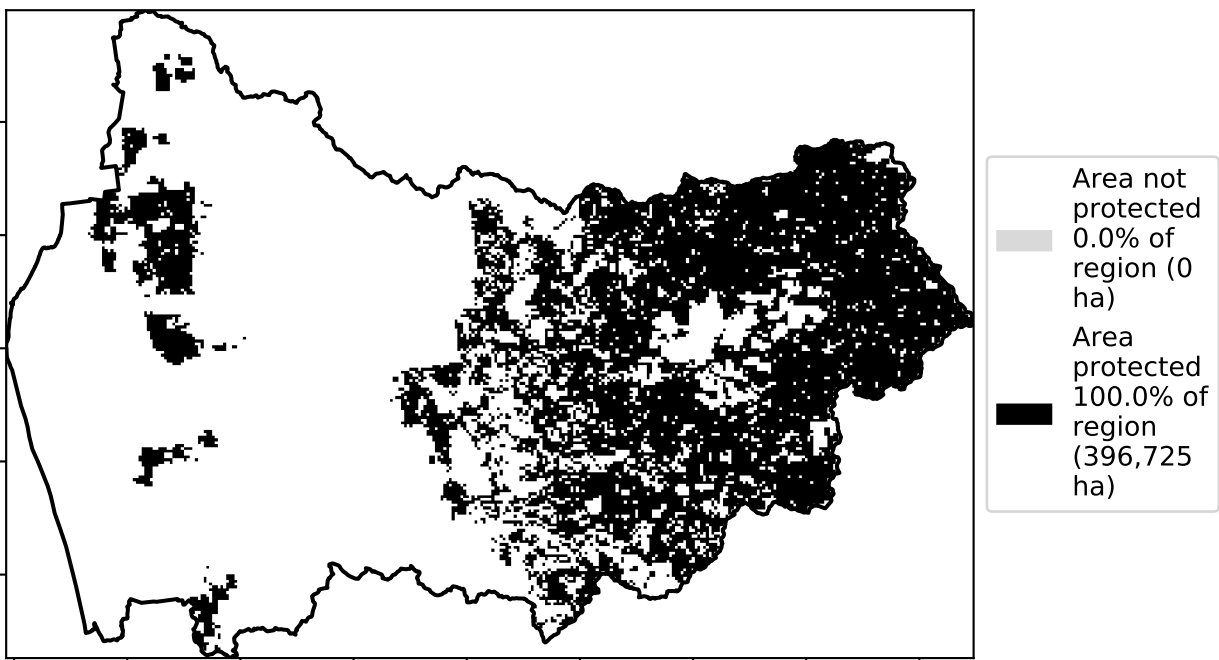 Area not
protected
0.0% of
region (0
ha)
Area
protected
100.0% of
region
(396,725
ha)